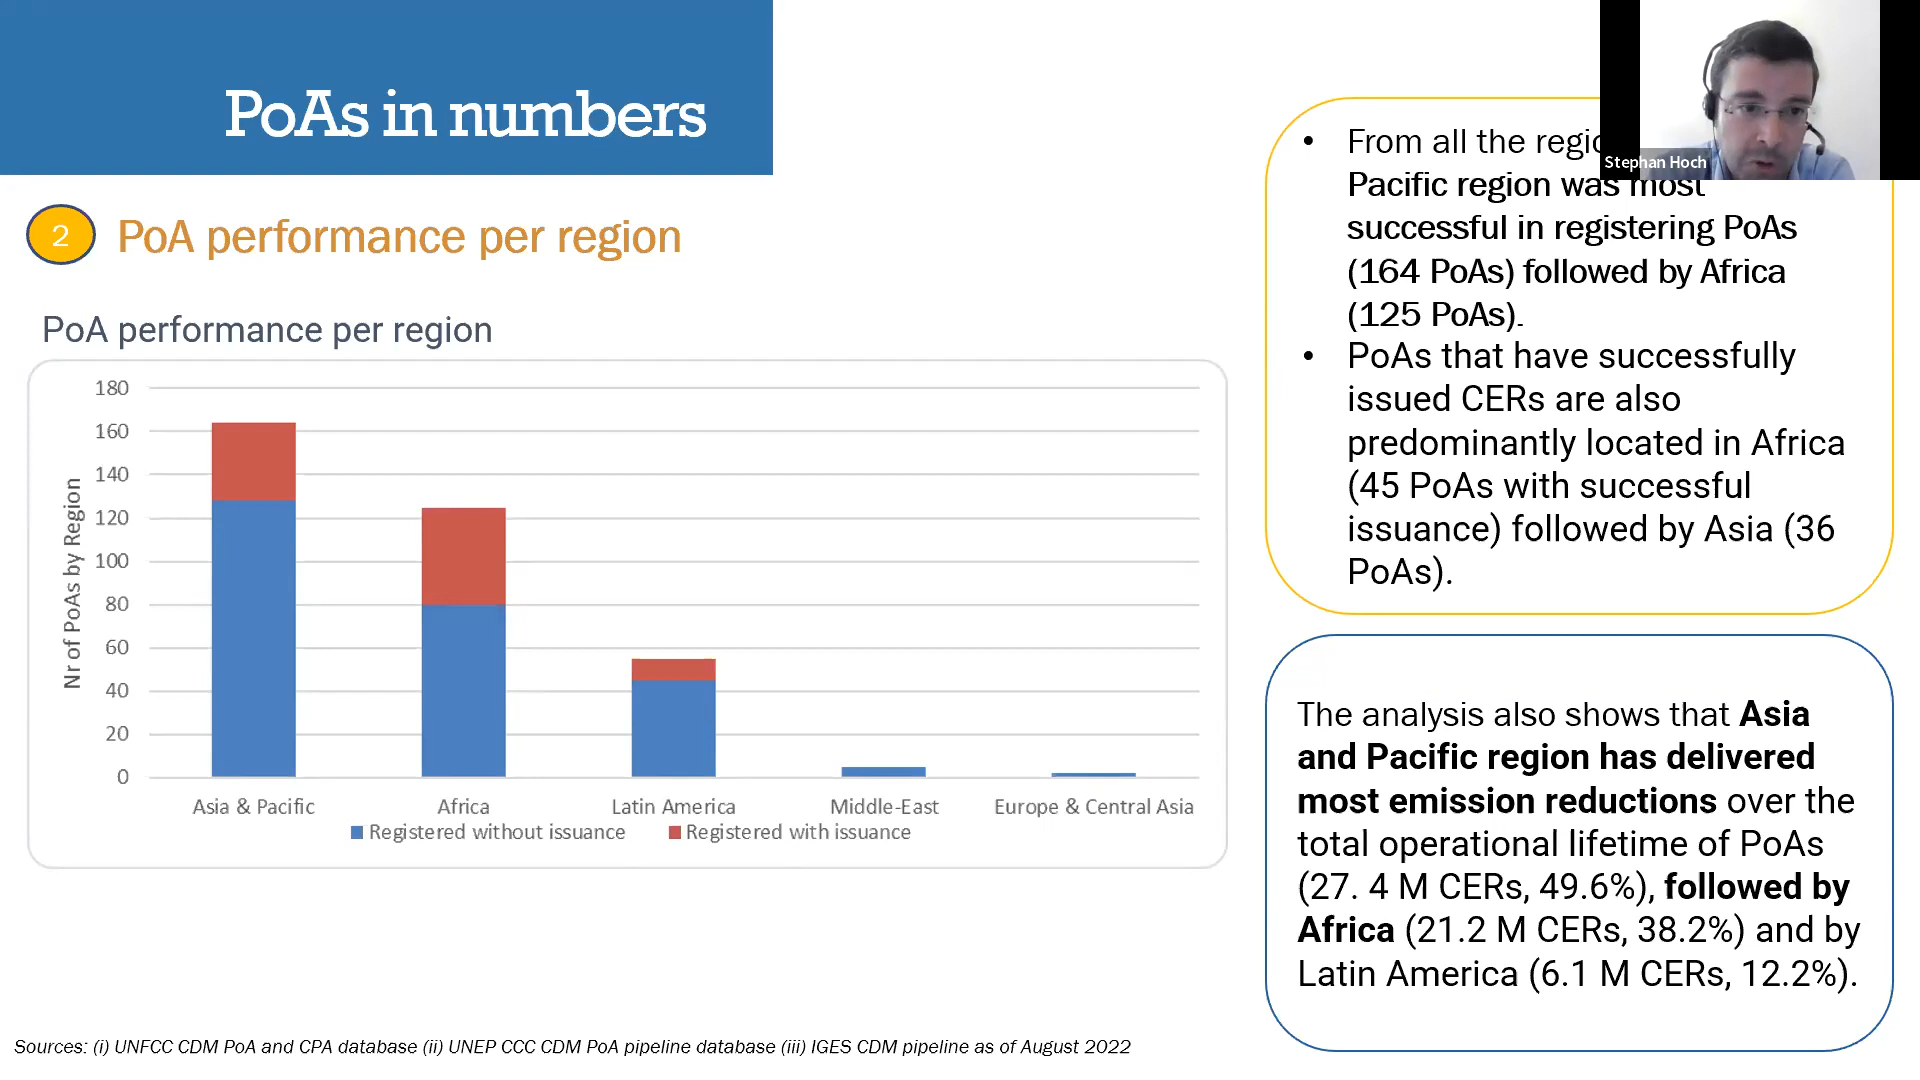 PoAs in numbers
2 PoA performance per region
PoA performance per region
180
160
140
120
100
80
60
40
20
0
Nr of PoAs by Region
Asia & Pacific
Africa
Latin America
Middle-East
Europe & Central Asia
Registered without issuance
Registered with issuance
Stephan Hoch
• From all the
Pacific region was most
successful in registering PoAs
(164 PoAs) followed by Africa
(125 PoAs).
• PoAs that have successfully
issued CERs are also
predominantly located in Africa
(45 PoAs with successful
issuance) followed by Asia (36
PoAs).
The analysis also shows that Asia
and Pacific region has delivered
most emission reductions over the
total operational lifetime of PoAs
(27. 4 M CERs, 49.6%), followed by
Africa (21.2 M CERs, 38.2%) and by
Latin America (6.1 M CERs, 12.2%).
Sources: (i) UNFCC CDM PoA and CPA database (ii) UNEP CCC CDM PoA pipeline database (iii) IGES CDM pipeline as of August 2022